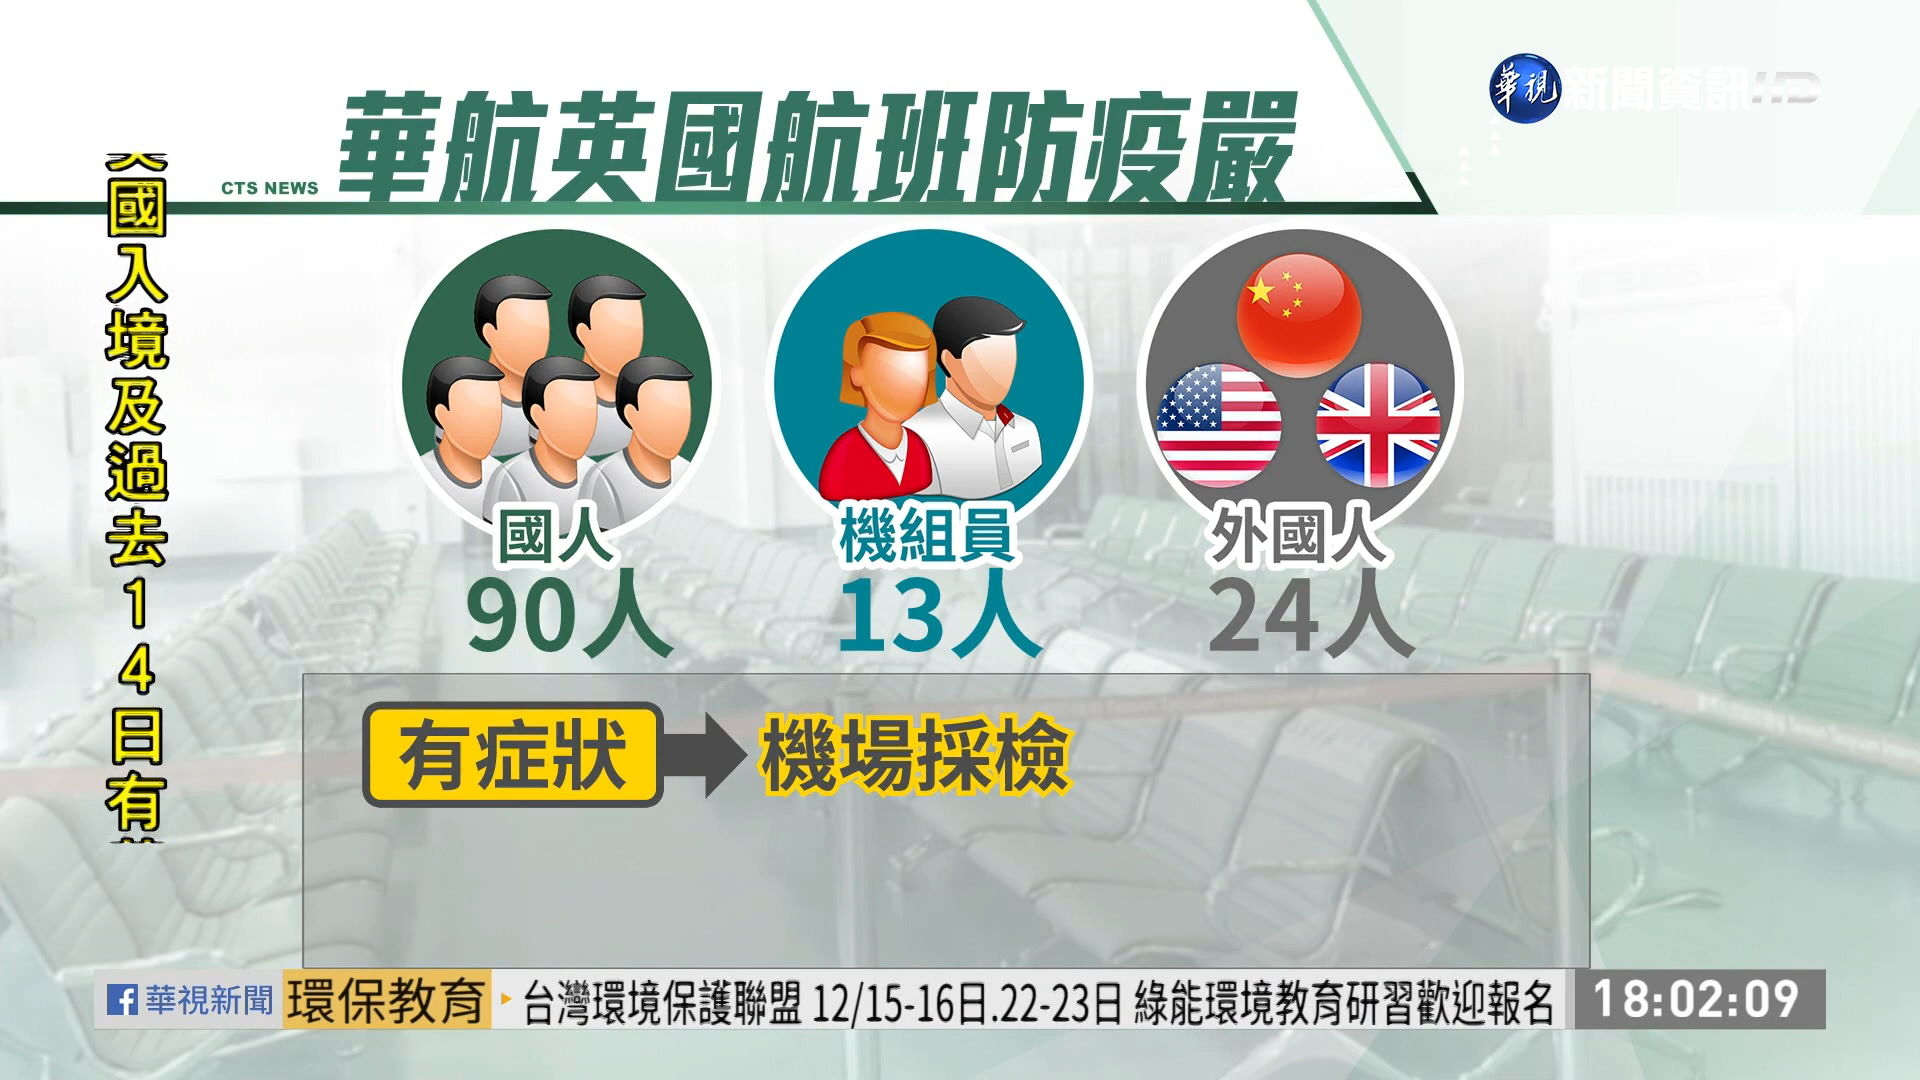 華視 新聞資訊HD
CTS NEWS 華航英國航班防疫嚴
國入境及過去14日有
國人 機組員 外國人
90人 13人 24人
有症狀 機場採檢
華視新聞 環保教育 台灣環境保護聯盟 12/15-16日.22-23日 綠能環境教育研習歡迎報名 18:02:09